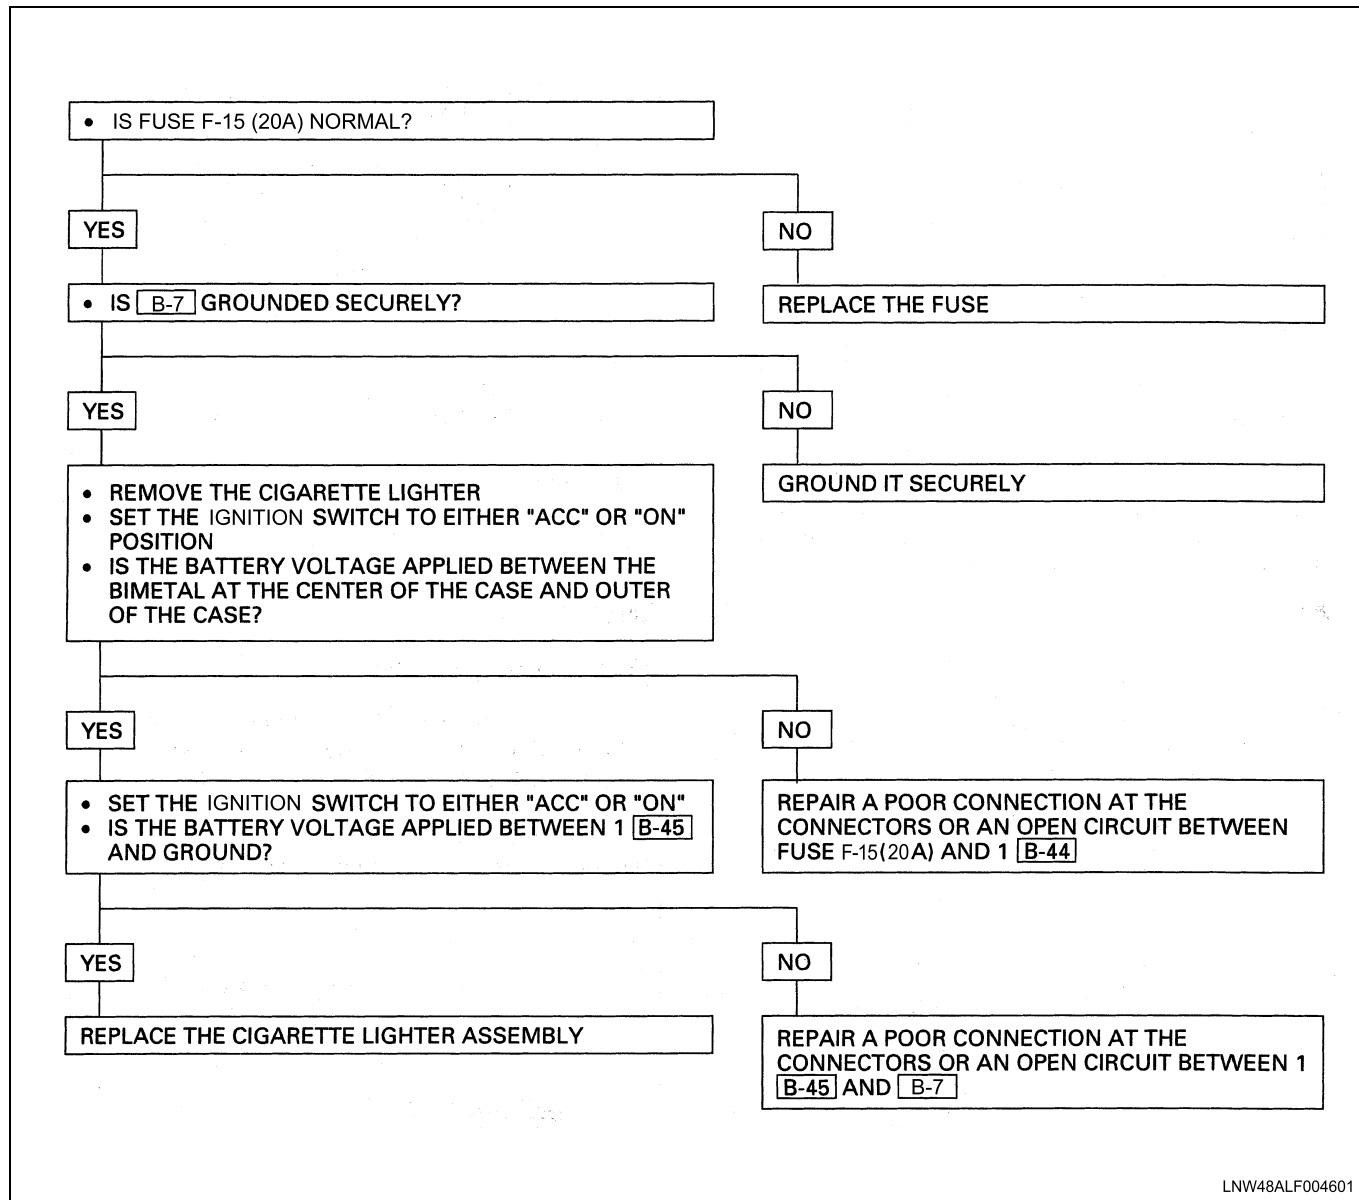 • IS FUSE F-15 (20A) NORMAL?
YES
NO
• IS B-7 GROUNDED SECURELY?
REPLACE THE FUSE
YES
NO
• REMOVE THE CIGARETTE LIGHTER
• SET THE IGNITION SWITCH TO EITHER "ACC" OR "ON"
POSITION
• IS THE BATTERY VOLTAGE APPLIED BETWEEN THE
BIMETAL AT THE CENTER OF THE CASE AND OUTER
OF THE CASE?
GROUND IT SECURELY
YES
NO
• SET THE IGNITION SWITCH TO EITHER "ACC" OR "ON"
• IS THE BATTERY VOLTAGE APPLIED BETWEEN 1 B-45
AND GROUND?
REPAIR A POOR CONNECTION AT THE
CONNECTORS OR AN OPEN CIRCUIT BETWEEN
FUSE F-15(20A) AND 1 B-44
YES
NO
REPLACE THE CIGARETTE LIGHTER ASSEMBLY
REPAIR A POOR CONNECTION AT THE
CONNECTORS OR AN OPEN CIRCUIT BETWEEN 1
B-45 AND B-7
LNW48ALF004601